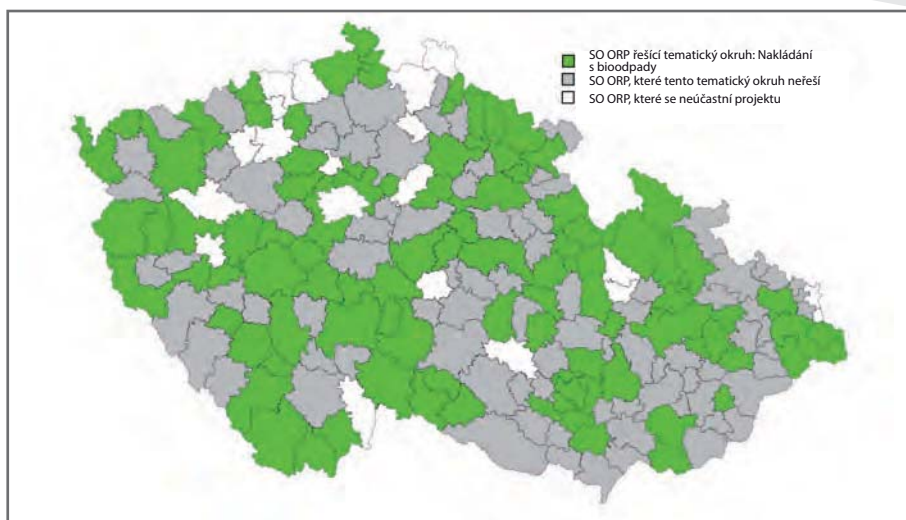 SO ORP řešící tematický okruh: Nakládání
s bioodpady
SO ORP, které tento tematický okruh neřeší
SO ORP, které se neúčastní projektu